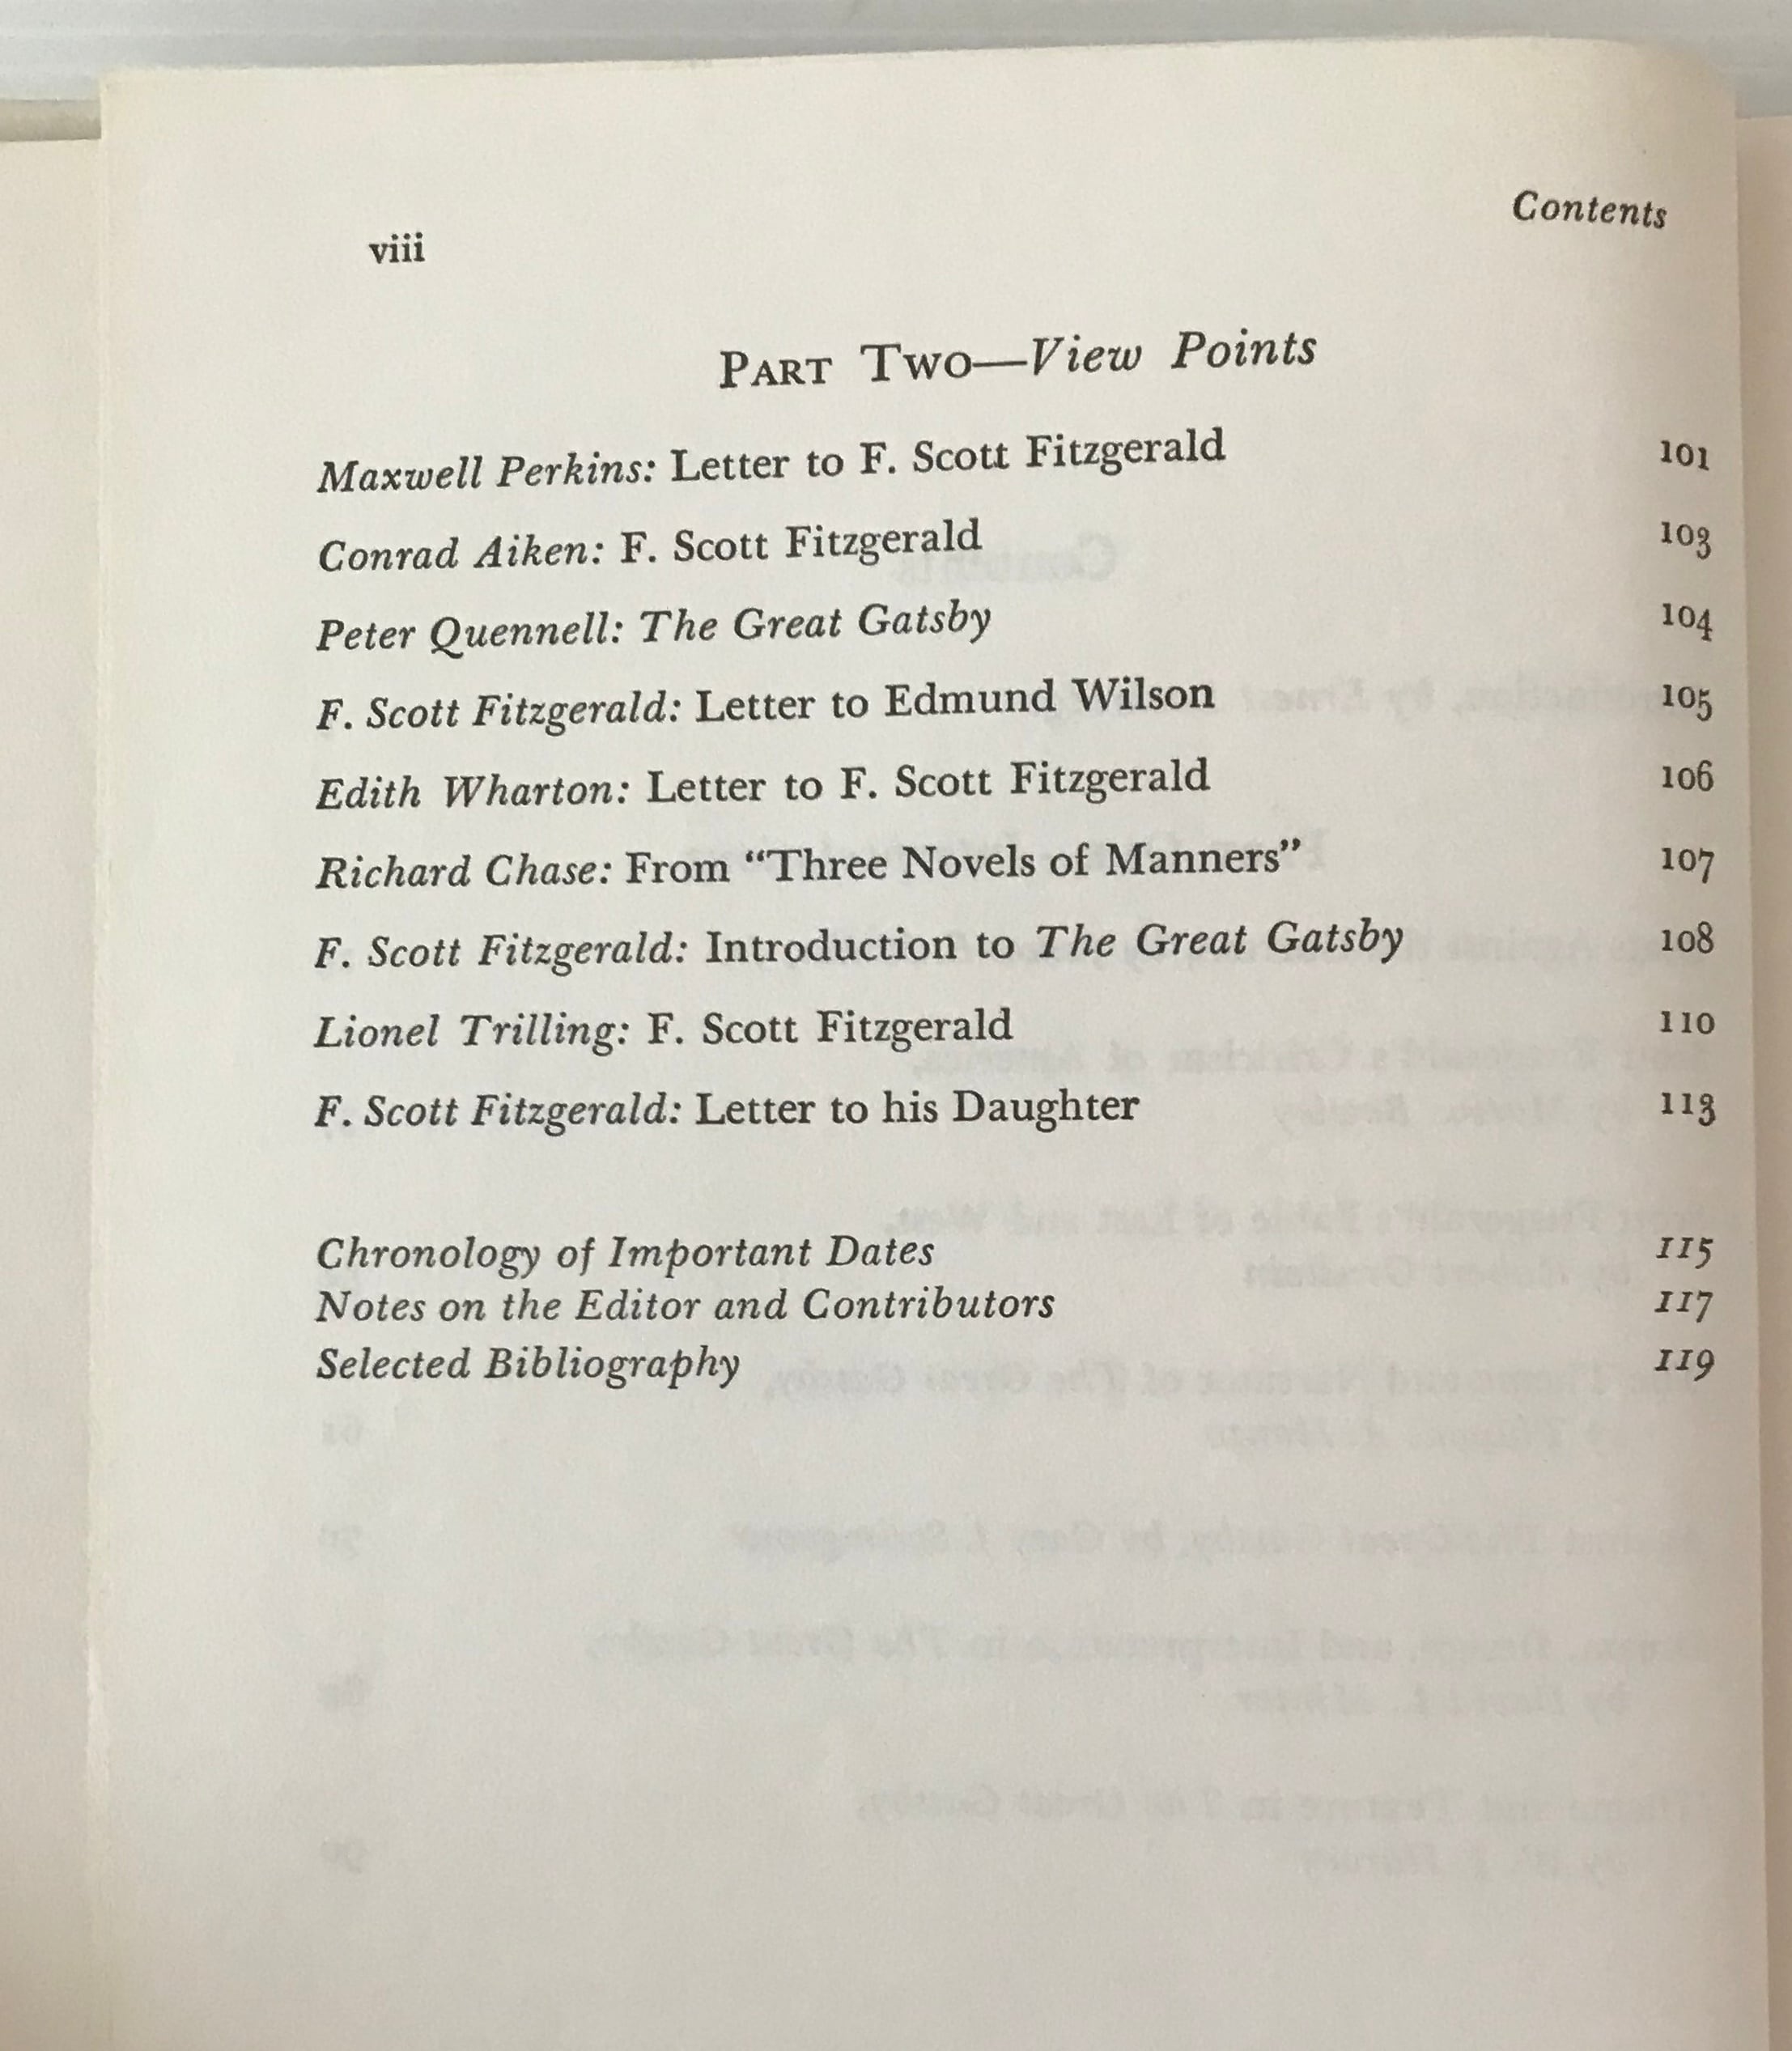 viii
Contents
PART TWO—View Points
Maxwell Perkins: Letter to F. Scott Fitzgerald 101
Conrad Aiken: F. Scott Fitzgerald 103
Peter Quennell: The Great Gatsby 104
F. Scott Fitzgerald: Letter to Edmund Wilson 105
Edith Wharton: Letter to F. Scott Fitzgerald 106
Richard Chase: From “Three Novels of Manners” 107
F. Scott Fitzgerald: Introduction to The Great Gatsby 108
Lionel Trilling: F. Scott Fitzgerald 110
F. Scott Fitzgerald: Letter to his Daughter 113
Chronology of Important Dates 115
Notes on the Editor and Contributors 117
Selected Bibliography 119